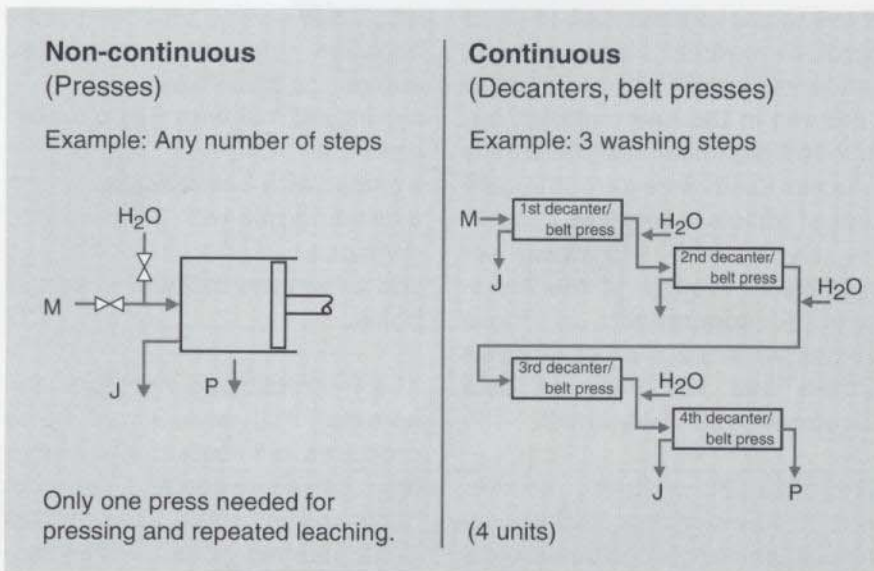 Non-continuous
(Presses)
Example: Any number of steps
H₂O
M
J
P
Only one press needed for
pressing and repeated leaching.
Continuous
(Decanters, belt presses)
Example: 3 washing steps
M
1st decanter/
belt press
H₂O
J
2nd decanter/
belt press
H₂O
3rd decanter/
belt press
H₂O
4th decanter/
belt press
J
P
(4 units)